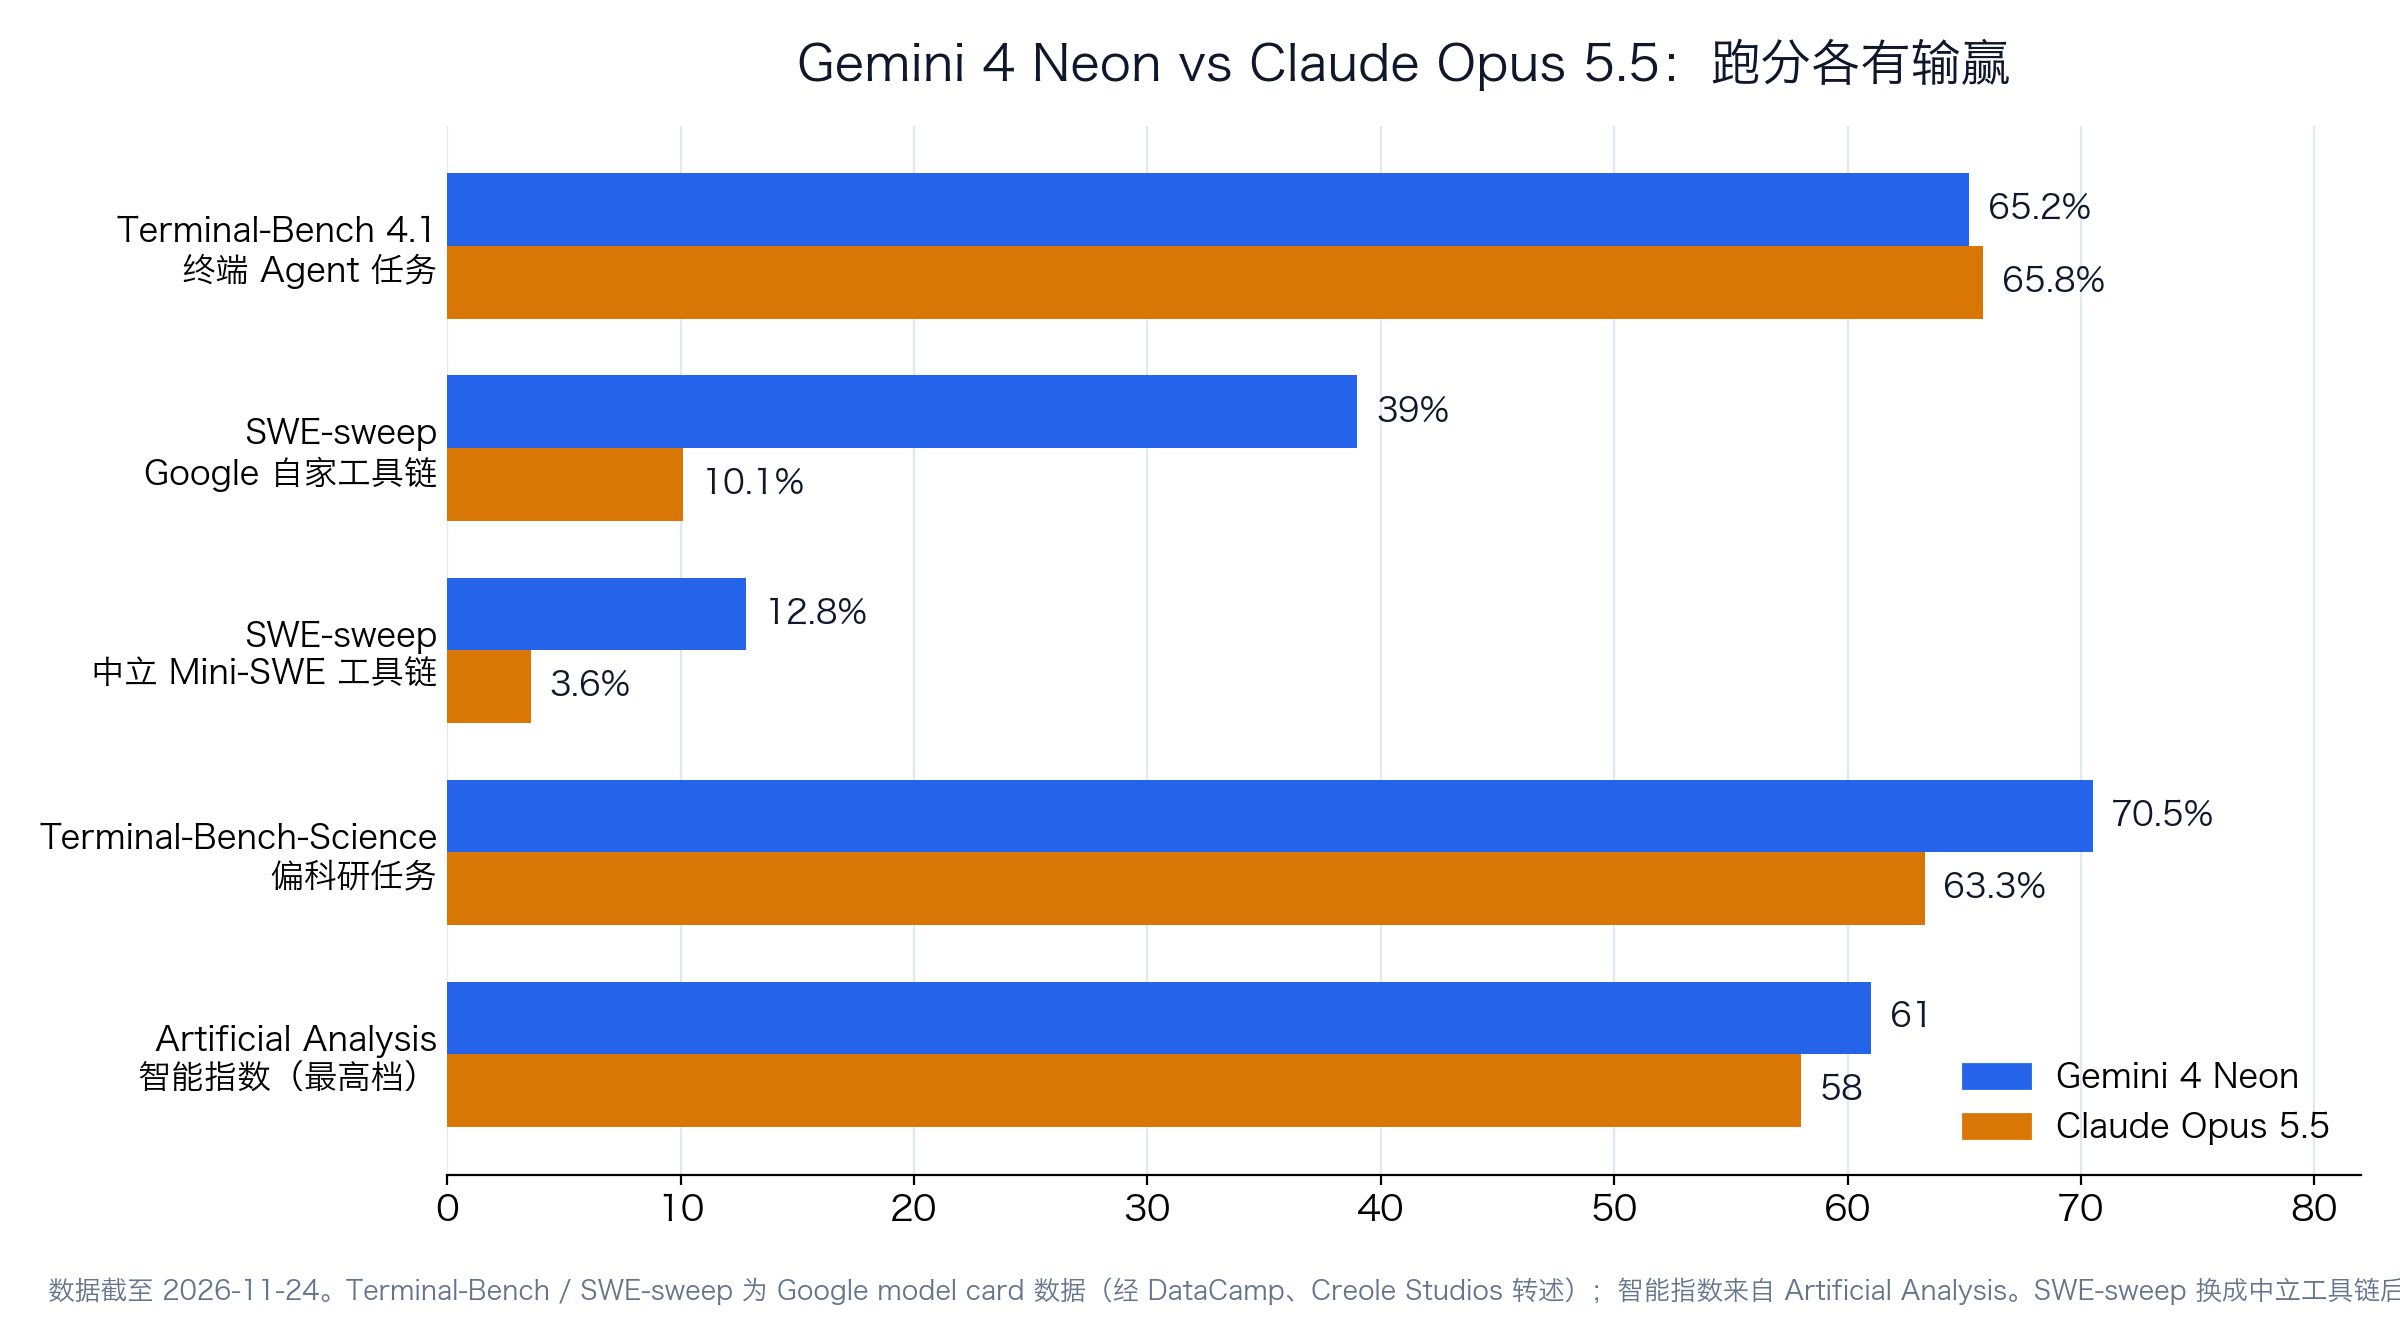 Gemini 4 Neon vs Claude Opus 5.5：跑分各有输赢
65.2%
Terminal-Bench 4.1
终端 Agent 任务
65.8%
39%
SWE-sweep
Google 自家工具链
10.1%
12.8%
SWE-sweep
中立 Mini-SWE 工具链
3.6%
70.5%
Terminal-Bench-Science
偏科研任务
63.3%
61
Artificial Analysis
智能指数（最高档）
58
Gemini 4 Neon
Claude Opus 5.5
0 10 20 30 40 50 60 70 80
数据截至 2026-11-24。Terminal-Bench / SWE-sweep 为 Google model card 数据（经 DataCamp、Creole Studios 转述）；智能指数来自 Artificial Analysis。SWE-sweep 换成中立工具链后